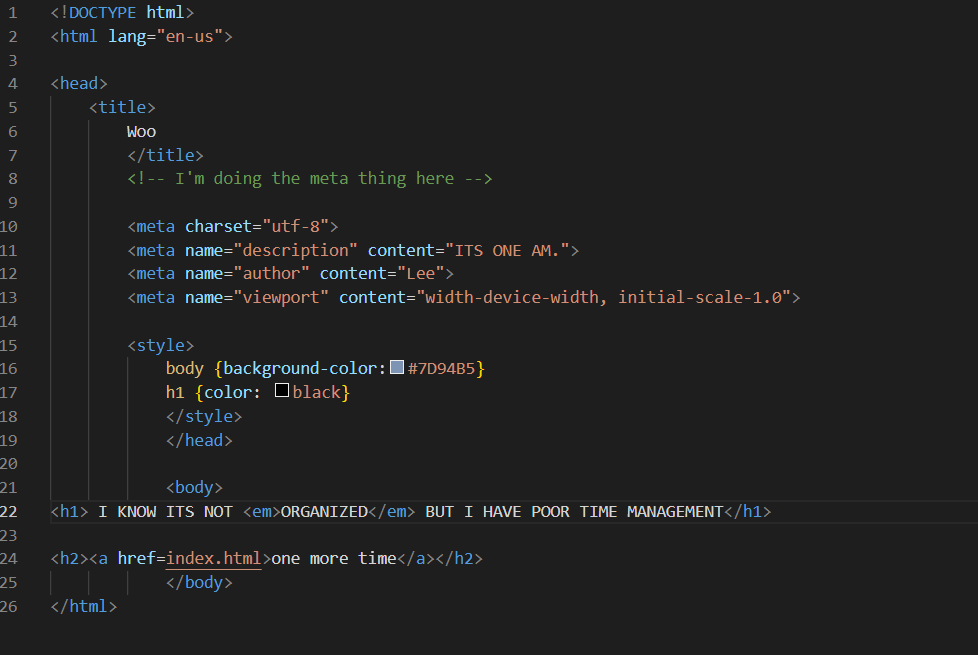 1 <!DOCTYPE html>
2 <html lang="en-us">
3
4 <head>
5 <title>
6 Woo
7 </title>
8 <!-- I'm doing the meta thing here -->
9
10 <meta charset="utf-8">
11 <meta name="description" content="ITS ONE AM.">
12 <meta name="author" content="Lee">
13 <meta name="viewport" content="width-device-width, initial-scale-1.0">
14
15 <style>
16 body {background-color:#7D94B5}
17 h1 {color: black}
18 </style>
19 </head>
20
21 <body>
22 <h1> I KNOW ITS NOT <em>ORGANIZED</em> BUT I HAVE POOR TIME MANAGEMENT</h1>
23
24 <h2><a href=index.html>one more time</a></h2>
25 </body>
26 </html>